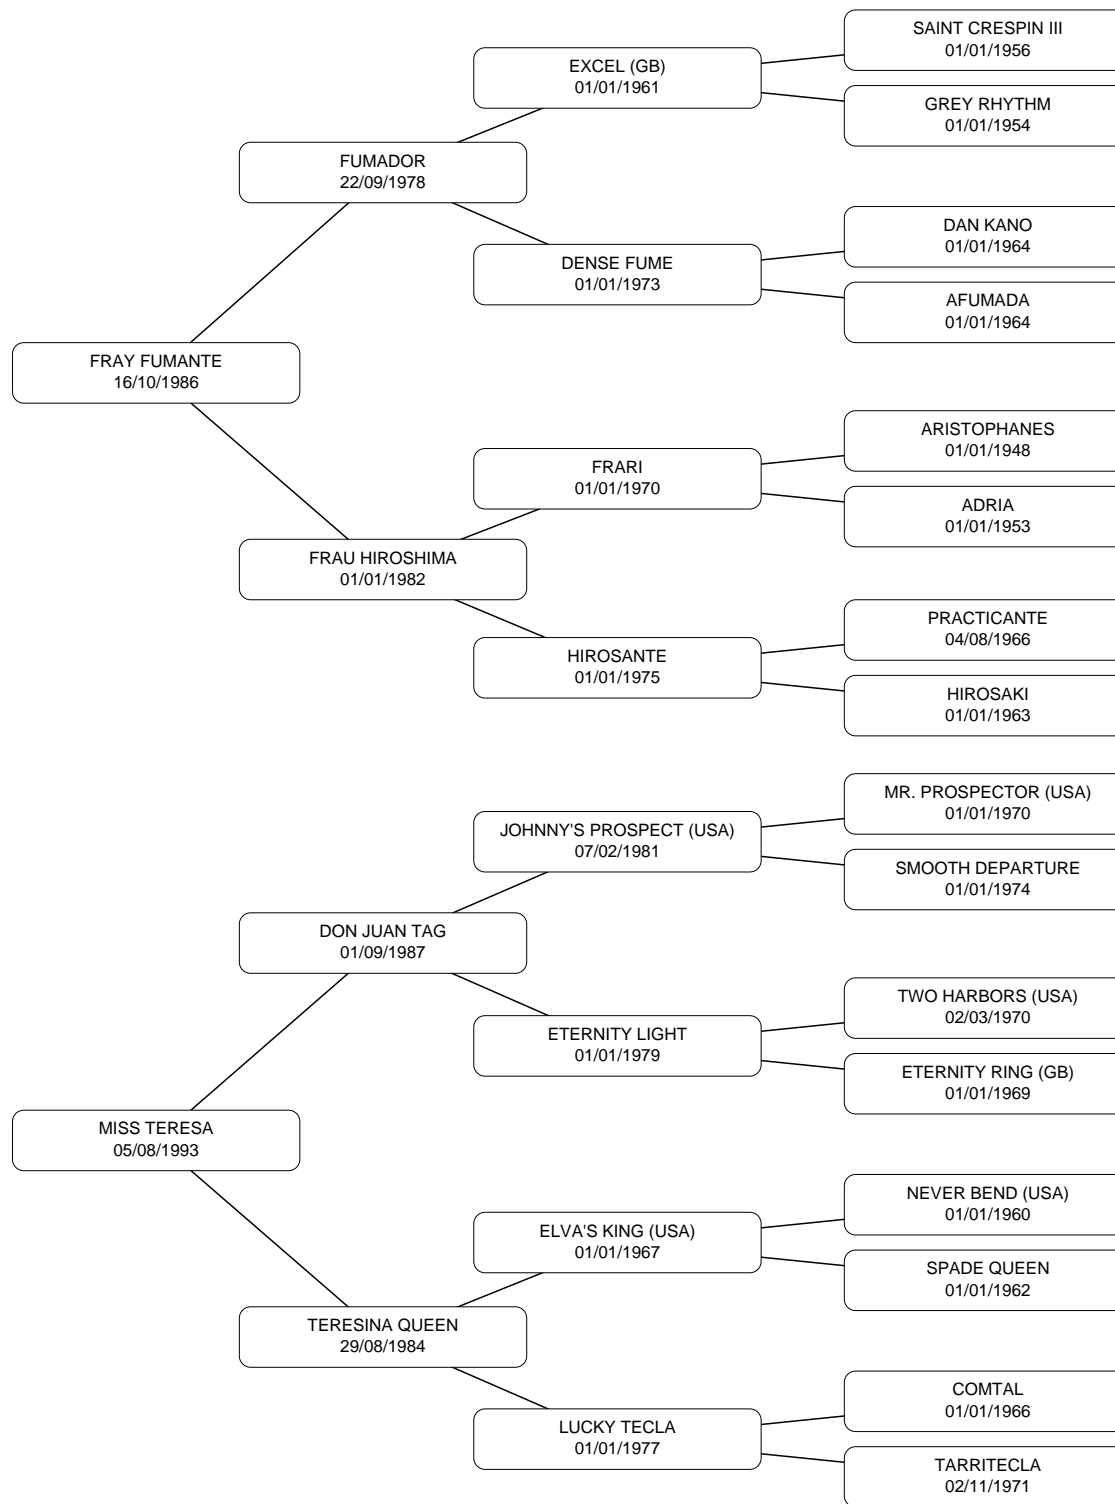 SAINT CRESPIN III
01/01/1956
EXCEL (GB)
01/01/1961
GREY RHYTHM
01/01/1954
FUMADOR
22/09/1978
DAN KANO
01/01/1964
DENSE FUME
01/01/1973
AFUMADA
01/01/1964
FRAY FUMANTE
16/10/1986
ARISTOPHANES
01/01/1948
FRARI
01/01/1970
ADRIA
01/01/1953
FRAU HIROSHIMA
01/01/1982
PRACTICANTE
04/08/1966
HIROSANTE
01/01/1975
HIROSAKI
01/01/1963
MR. PROSPECTOR (USA)
01/01/1970
JOHNNY'S PROSPECT (USA)
07/02/1981
SMOOTH DEPARTURE
01/01/1974
DON JUAN TAG
01/09/1987
TWO HARBORS (USA)
02/03/1970
ETERNITY LIGHT
01/01/1979
ETERNITY RING (GB)
01/01/1969
MISS TERESA
05/08/1993
NEVER BEND (USA)
01/01/1960
ELVA'S KING (USA)
01/01/1967
SPADE QUEEN
01/01/1962
TERESINA QUEEN
29/08/1984
COMTAL
01/01/1966
LUCKY TECLA
01/01/1977
TARRITECLA
02/11/1971